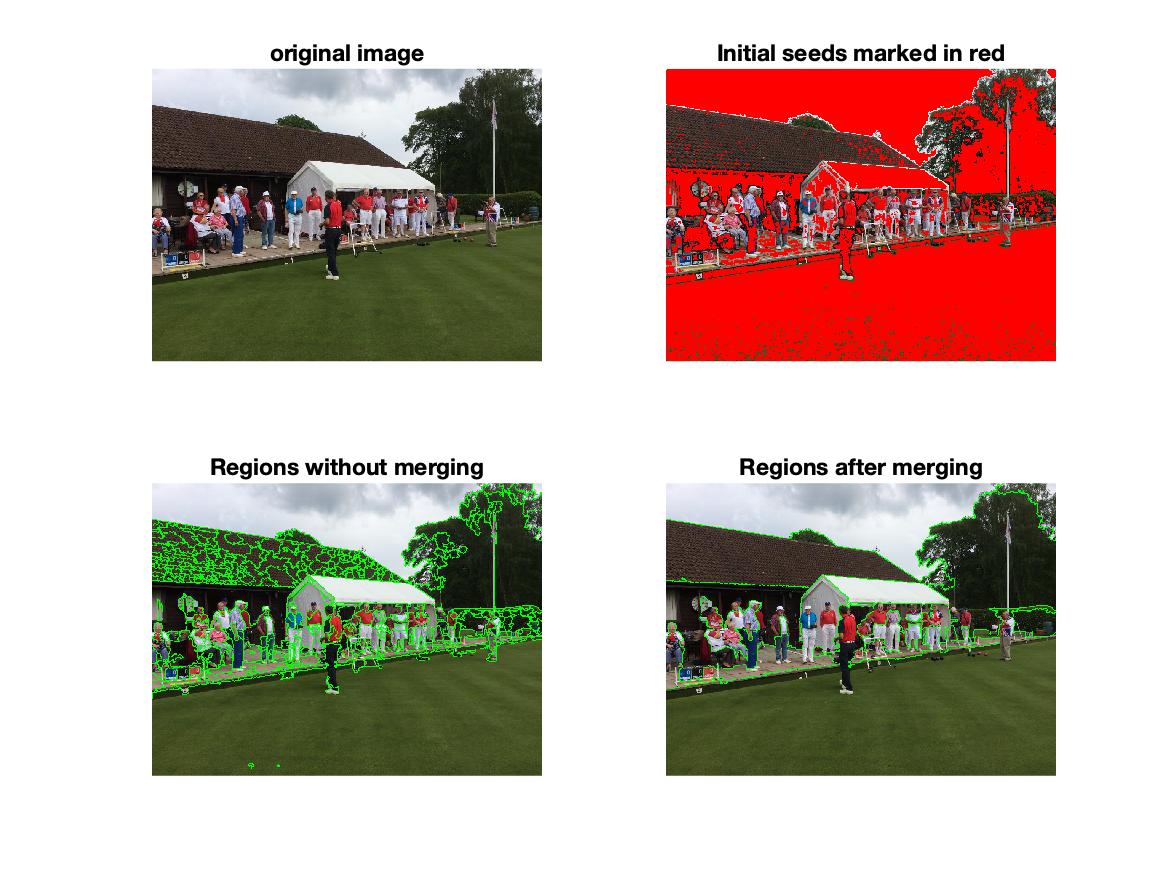 original image
Initial seeds marked in red
Regions without merging
Regions after merging